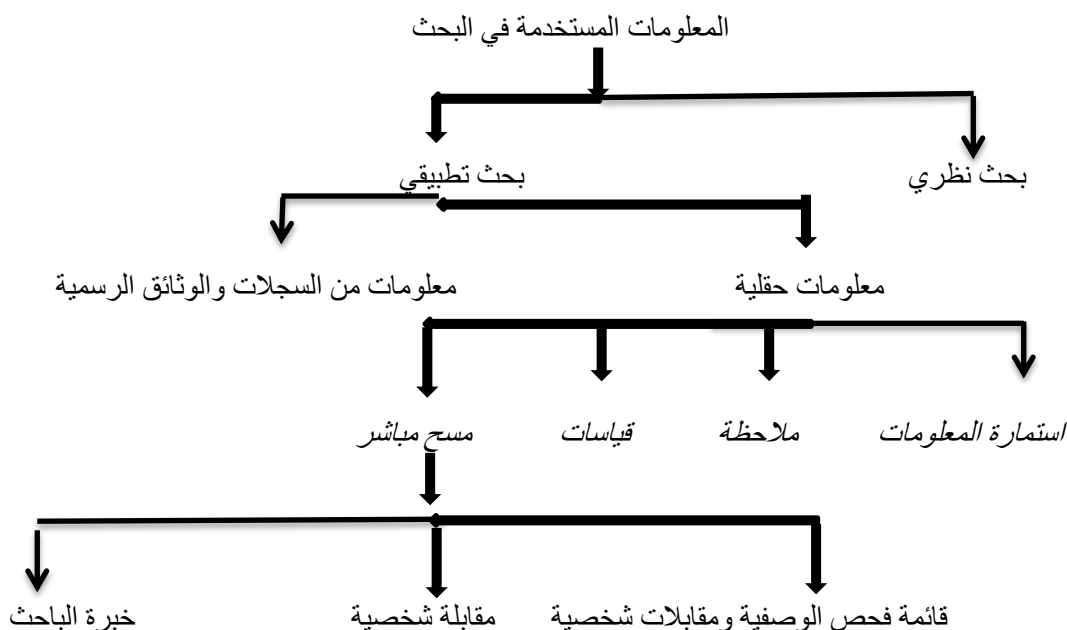 المعلومات المستخدمة في البحث
بحث نظري بحث تطبيقي
معلومات حقلية معلومات من السجلات والوثائق الرسمية
استمارة المعلومات ملاحظة قياسات مسح مباشر
قائمة فحص الوصفية ومقابلات شخصية مقابلة شخصية خبرة الباحث